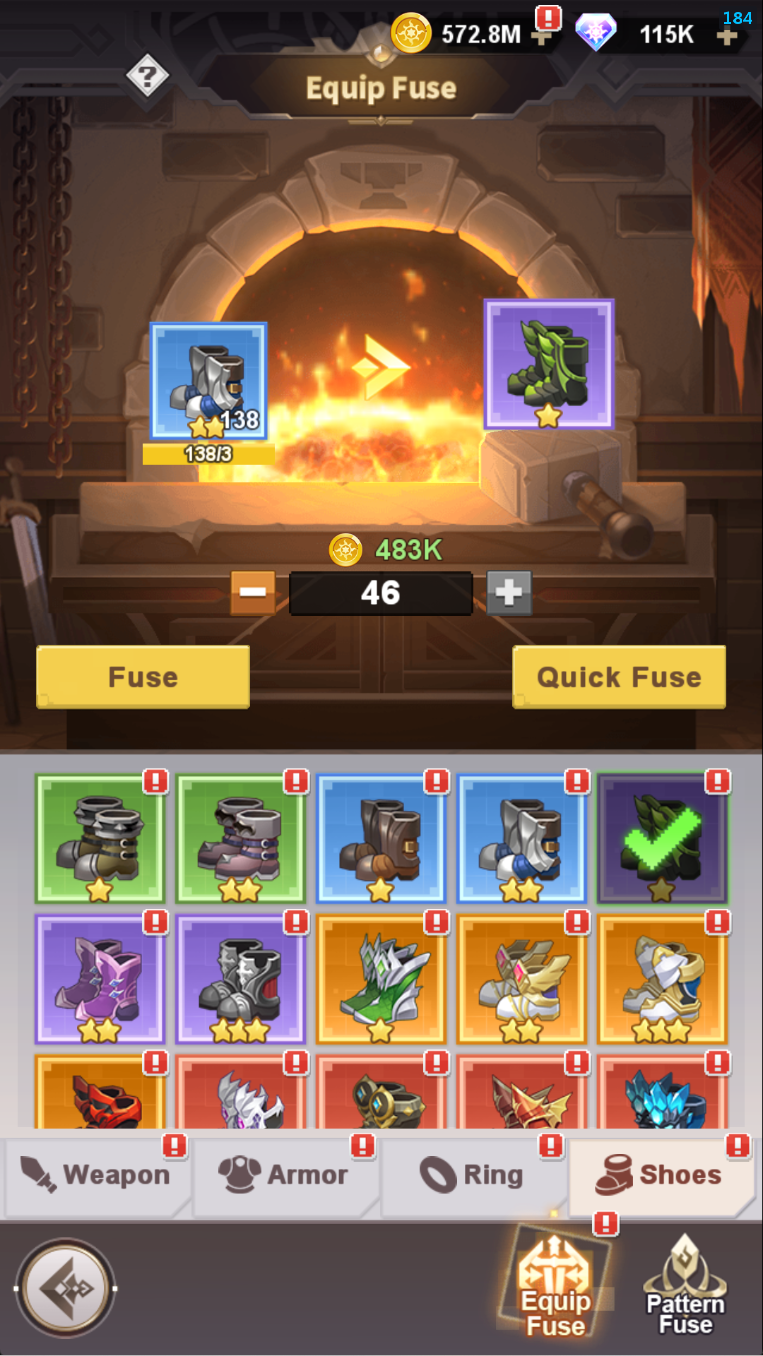 184
572.8M
115K
?
Equip Fuse
138
138/3
483K
46
Fuse
Quick Fuse
Weapon
Armor
Ring
Shoes
Equip
Fuse
Pattern
Fuse